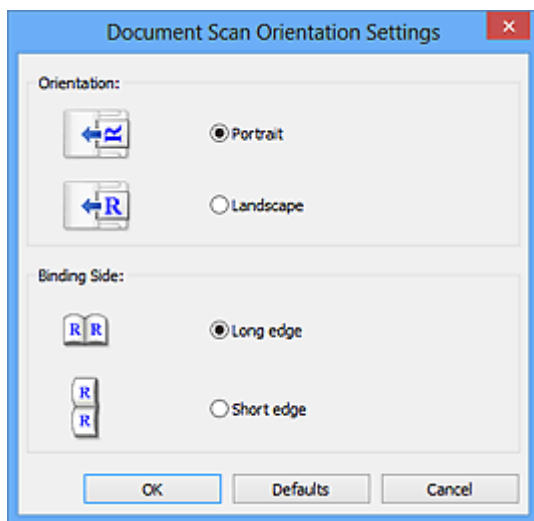 Document Scan Orientation Settings
Orientation:
R
Portrait
R
Landscape
Binding Side:
R R
Long edge
R
R
Short edge
OK Defaults Cancel